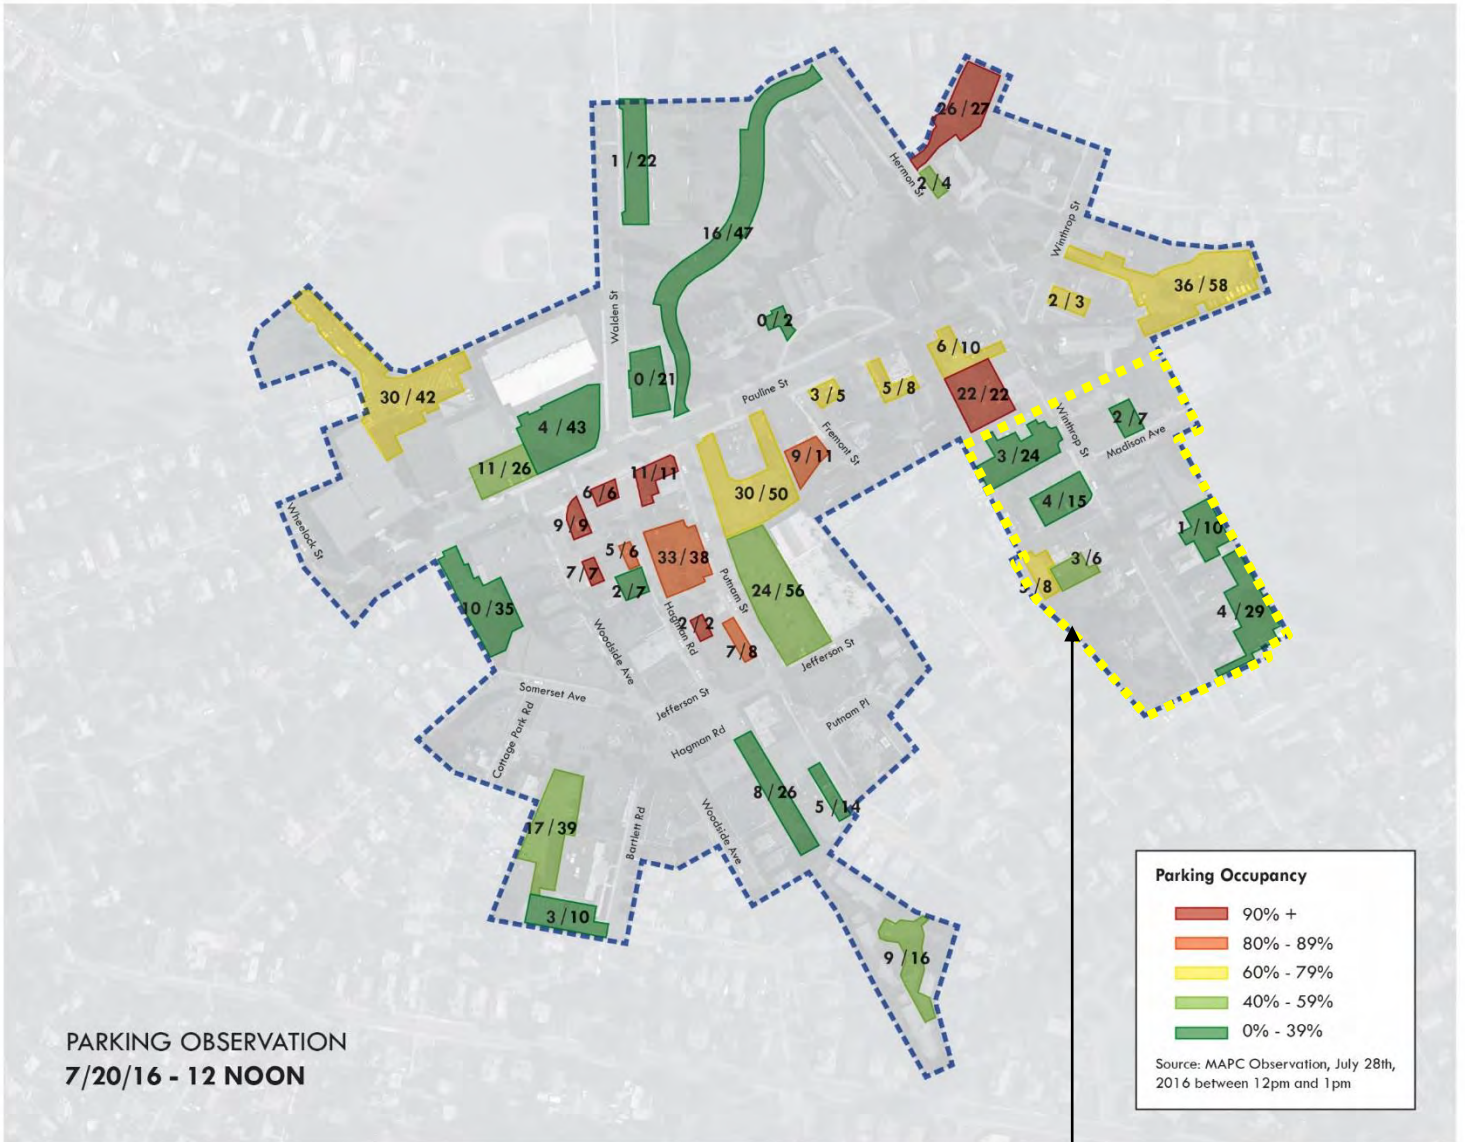 26/27
Hermon St
2/4
1/22
16/47
Winthrop St
36/58
2/3
0/2
Walden St
6/10
30/42
0/21
Pauline St
3/5
5/8
22/22
4/43
Fremont St
Winthrop St
2/7
Madison Ave
11/26
11/11
9/11
3/24
6/6
30/50
4/15
9/9
1/10
Wheelock St
5/6
33/38
3/6
7/7
2/7
Putnam St
24/56
/8
10/35
4/29
Hagman Rd
2/2
7/8
Woodside Ave
Jefferson St
Somerset Ave
Jefferson St
Cottage Park Rd
Putnam Pl
Hagman Rd
8/26
5/14
17/39
Bartlett Rd
Woodside Ave
3/10
9/16
PARKING OBSERVATION
7/20/16 - 12 NOON
Parking Occupancy
90% +
80% - 89%
60% - 79%
40% - 59%
0% - 39%
Source: MAPC Observation, July 28th,
2016 between 12pm and 1pm